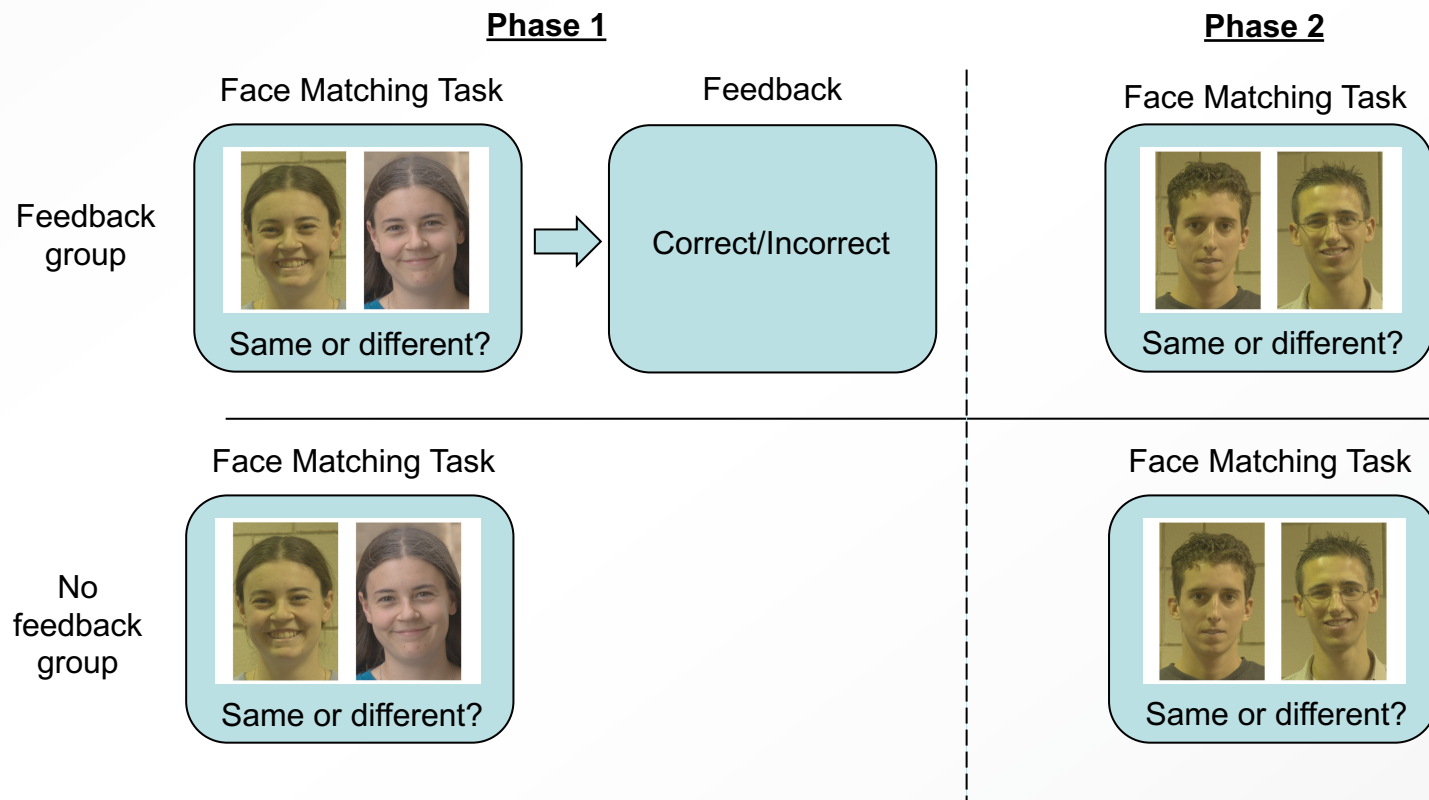 Phase 1
Phase 2
Face Matching Task
Feedback
Face Matching Task
Feedback
group
Correct/Incorrect
Same or different?
Same or different?
Face Matching Task
Face Matching Task
No
feedback
group
Same or different?
Same or different?